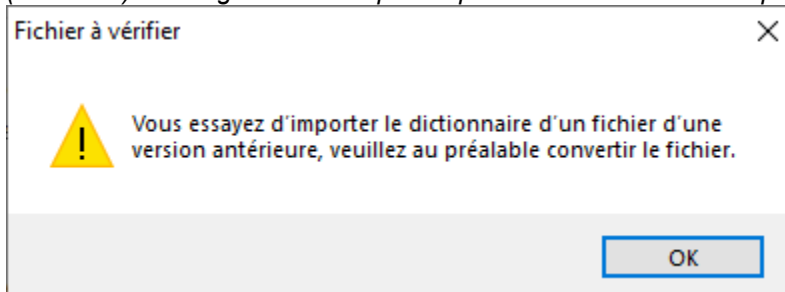 Fichier à vérifier
Vous essayez d'importer le dictionnaire d'un fichier d'une
version antérieure, veuillez au préalable convertir le fichier.
OK